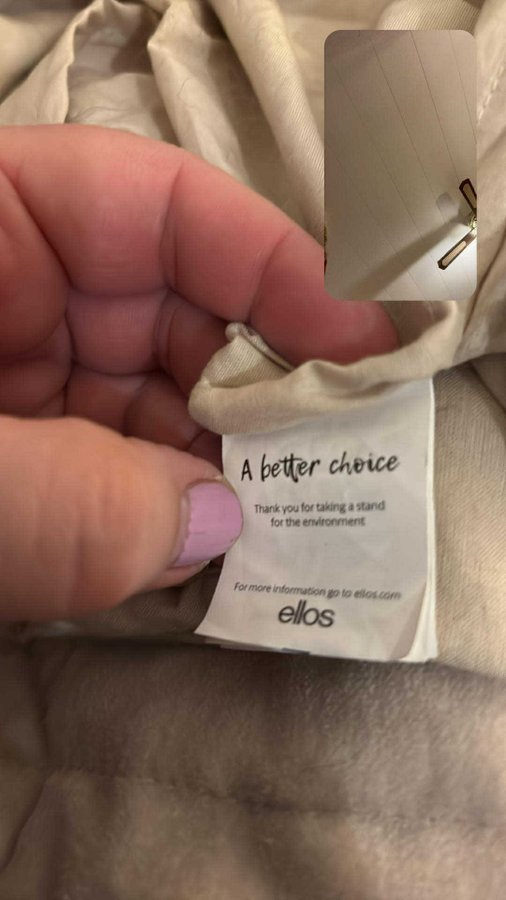 A better choice
Thank you for taking a stand
for the environment
For more information go to ellos.com
ellos